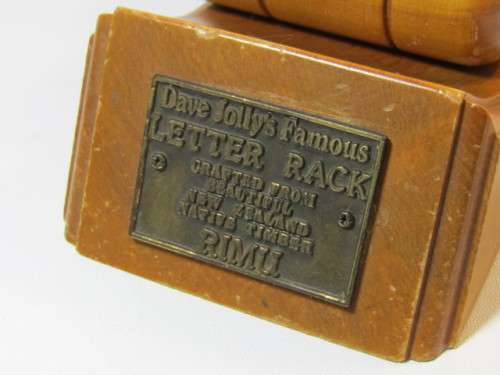 Dave Jolly's Famous
LETTER RACK
CRAFTED FROM
BEAUTIFUL
NEW ZEALAND
NATIVE TIMBER
RIMU